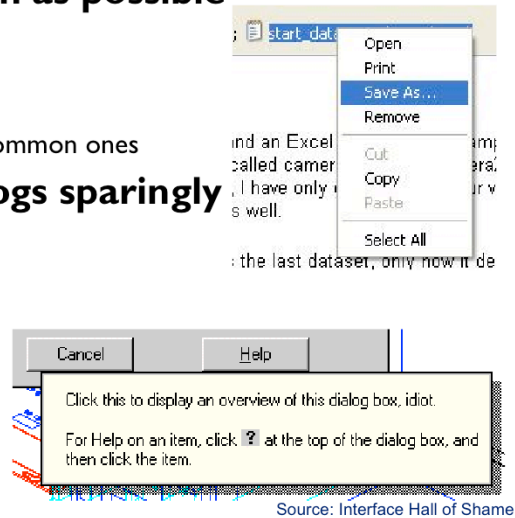 as possible
; start_dat
Open
Print
Save As...
Remove
Cut
Copy
Paste
Select All
ommon ones
ogs sparingly
and an Excel
called camer
, I have only
s well.
the last dataset, only now it de
Cancel
Help
Click this to display an overview of this dialog box, idiot.
For Help on an item, click ? at the top of the dialog box, and
then click the item.
Source: Interface Hall of Shame